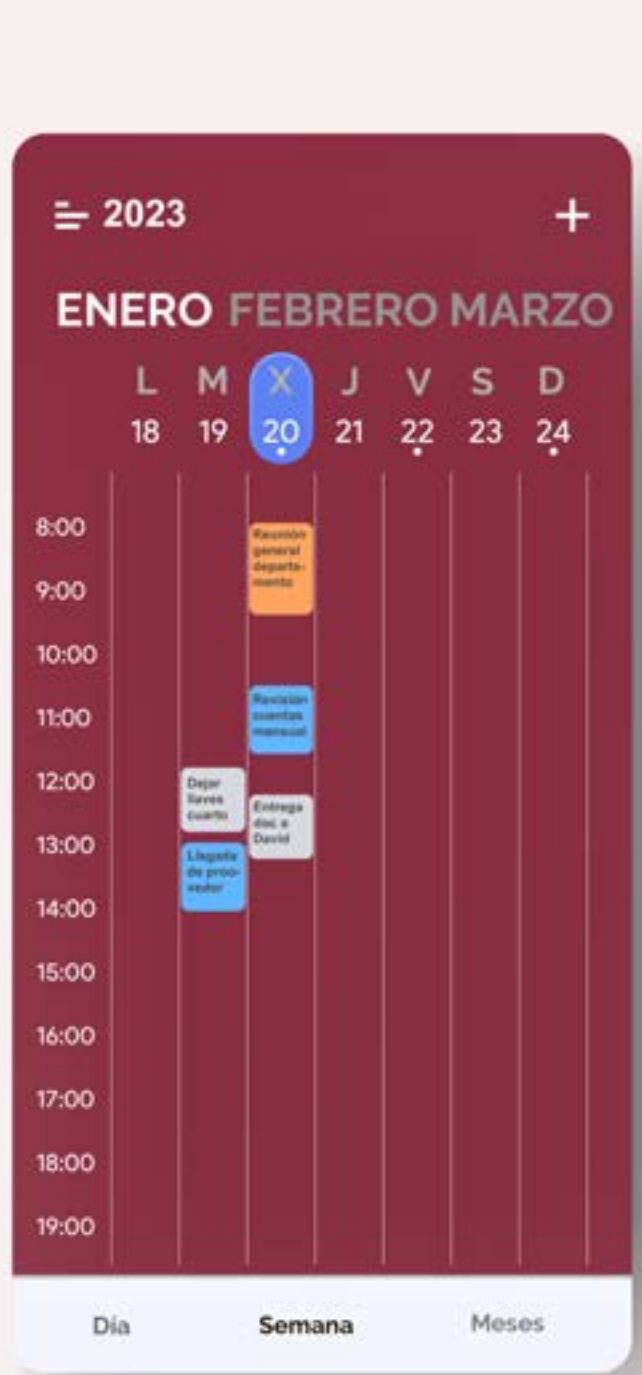 2023 +
ENERO FEBRERO MARZO
L M X J V S D
18 19 20 21 22 23 24
8:00
Reunión
general
departa-
mento
9:00
10:00
Revisión
cuentas
mensual
11:00
12:00
Dejar
llaves
cuarto
Entrega
doc a
David
13:00
Llegada
de proo-
vedor
14:00
15:00
16:00
17:00
18:00
19:00
Día Semana Meses